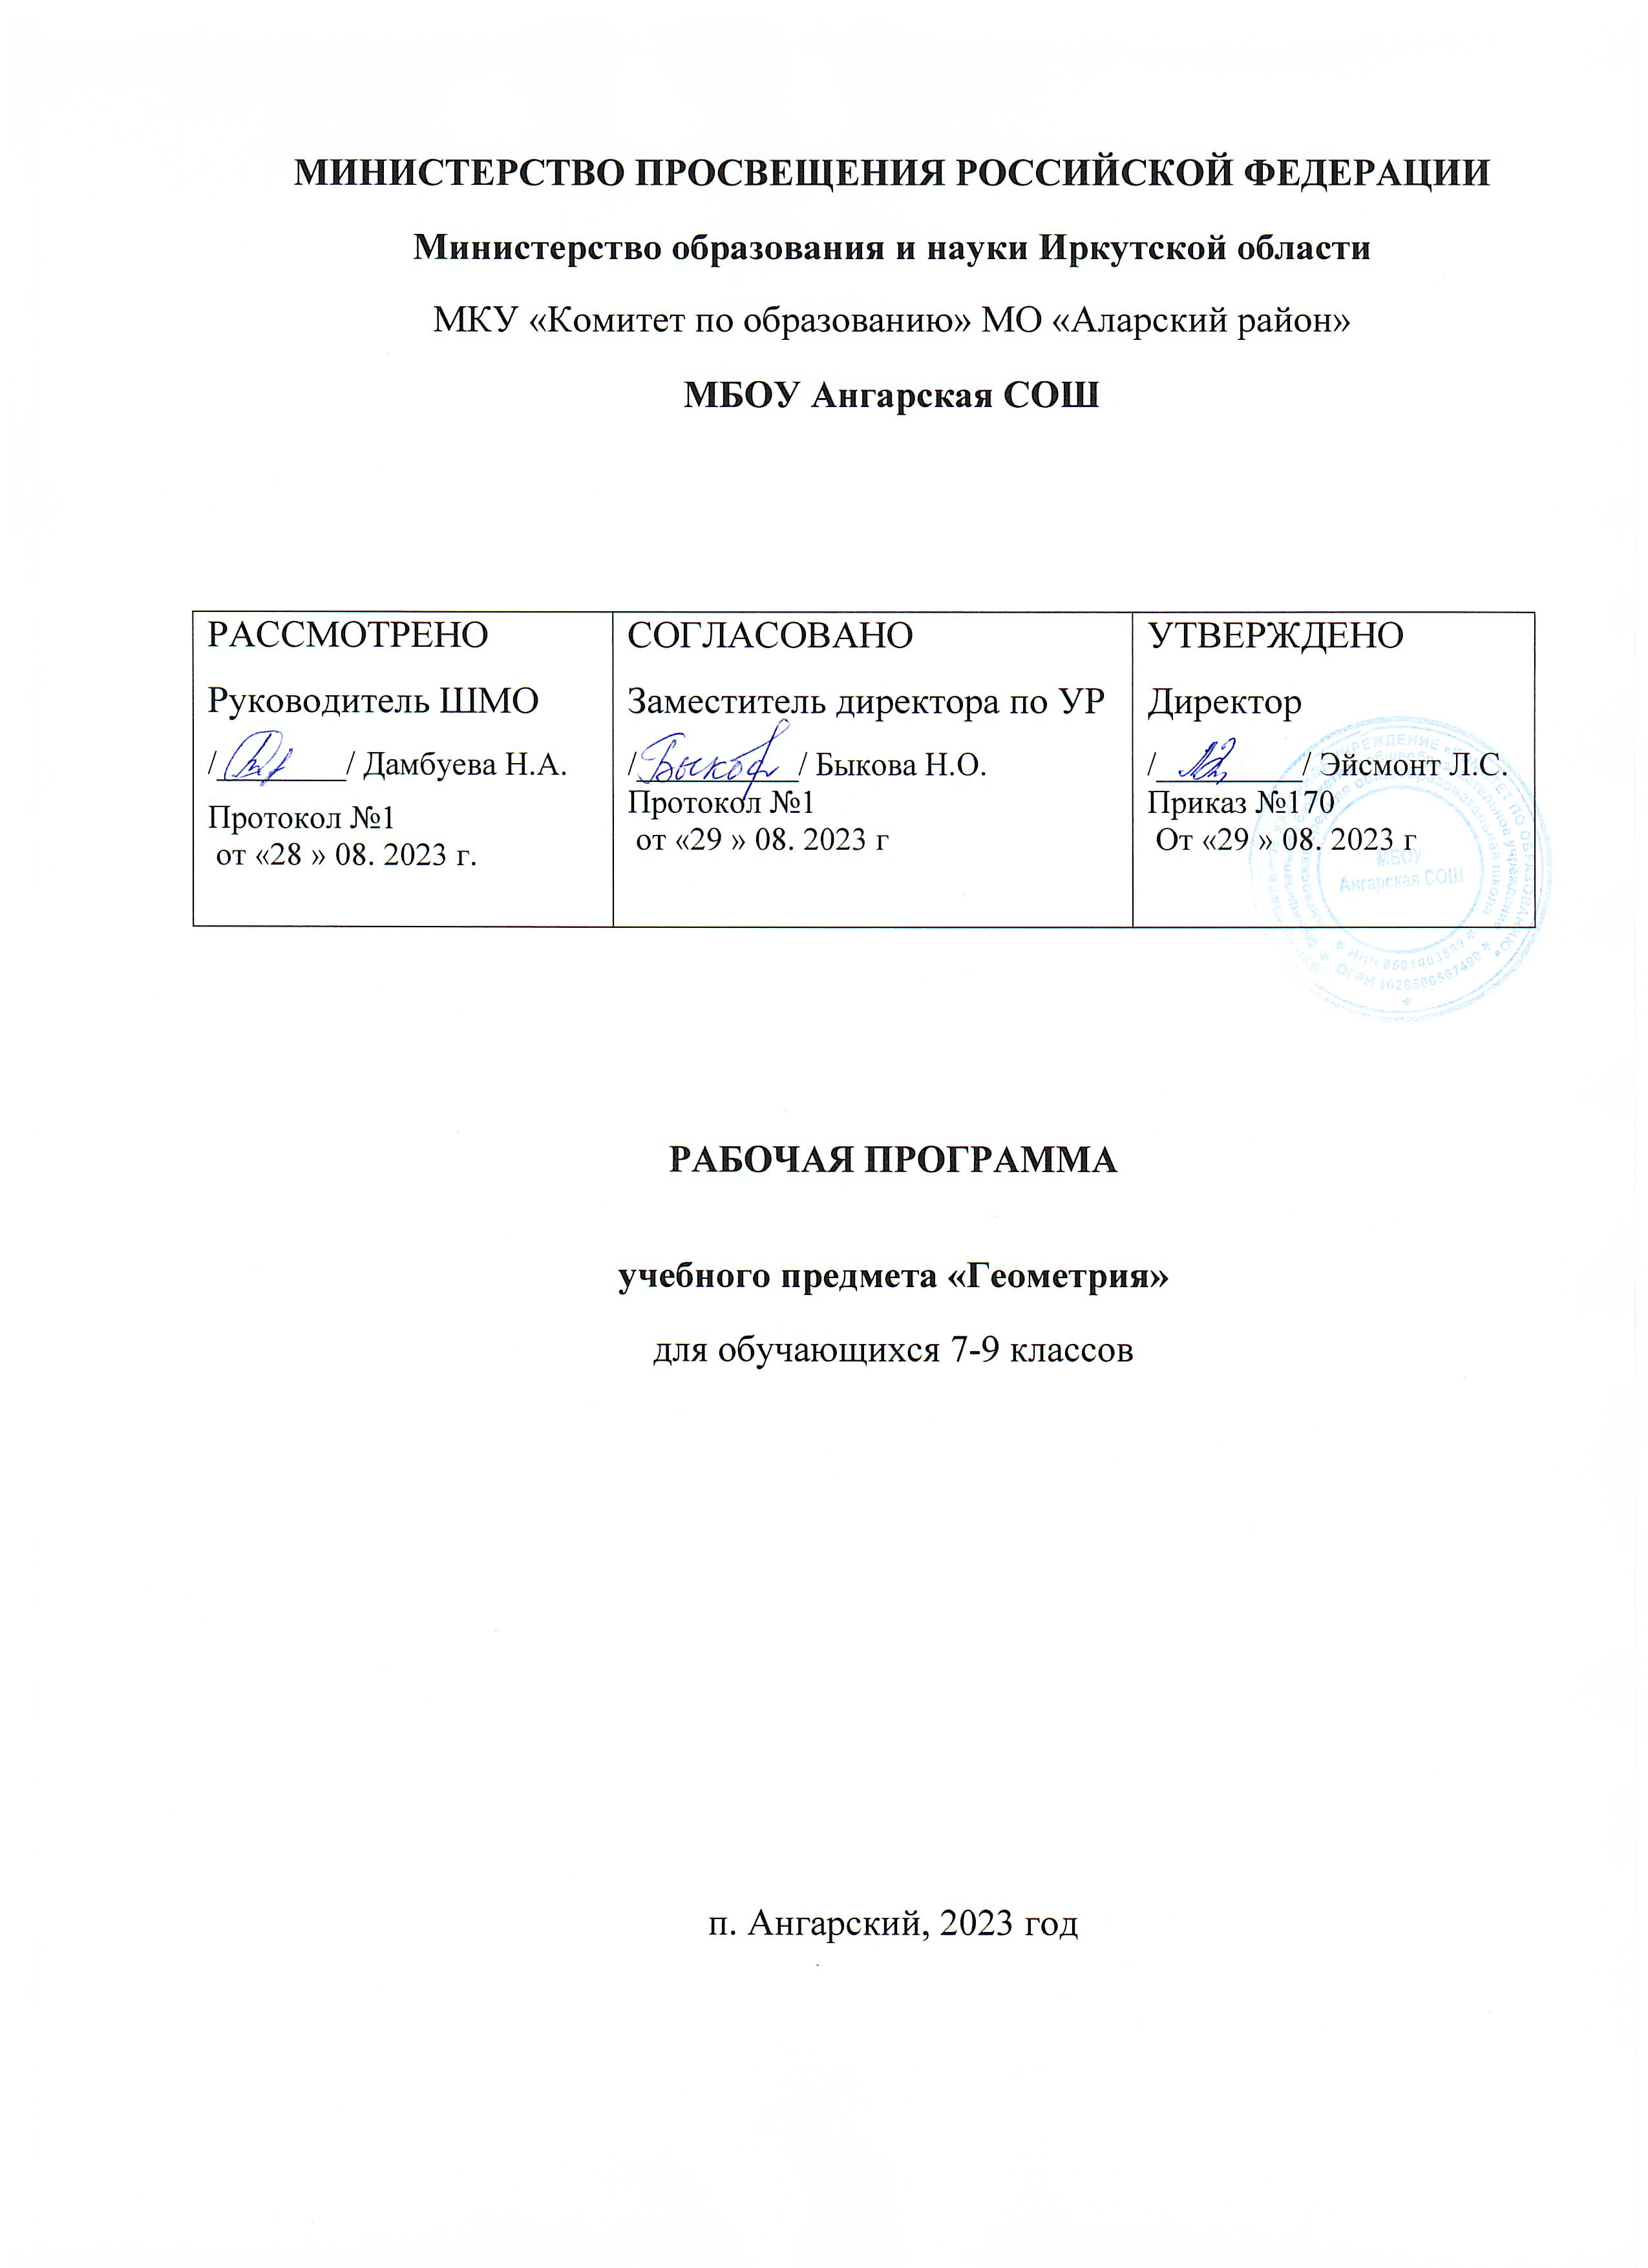 МИНИСТЕРСТВО ПРОСВЕЩЕНИЯ РОССИЙСКОЙ ФЕДЕРАЦИИ
Министерство образования и науки Иркутской области
МКУ «Комитет по образованию» МО «Аларский район»
МБОУ Ангарская СОШ
РАССМОТРЕНО
Руководитель ШМО
/________/ Дамбуева Н.А.
Протокол №1
от «28 » 08. 2023 г.
СОГЛАСОВАНО
Заместитель директора по УР
/Быкова/ Быкова Н.О.
Протокол №1
от «29 » 08. 2023 г
УТВЕРЖДЕНО
Директор
/_________/ Эйсмонт Л.С.
Приказ №170
От «29 » 08. 2023 г
МБОУ
Ангарская СОШ
РАБОЧАЯ ПРОГРАММА
учебного предмета «Геометрия»
для обучающихся 7-9 классов
п. Ангарский, 2023 год